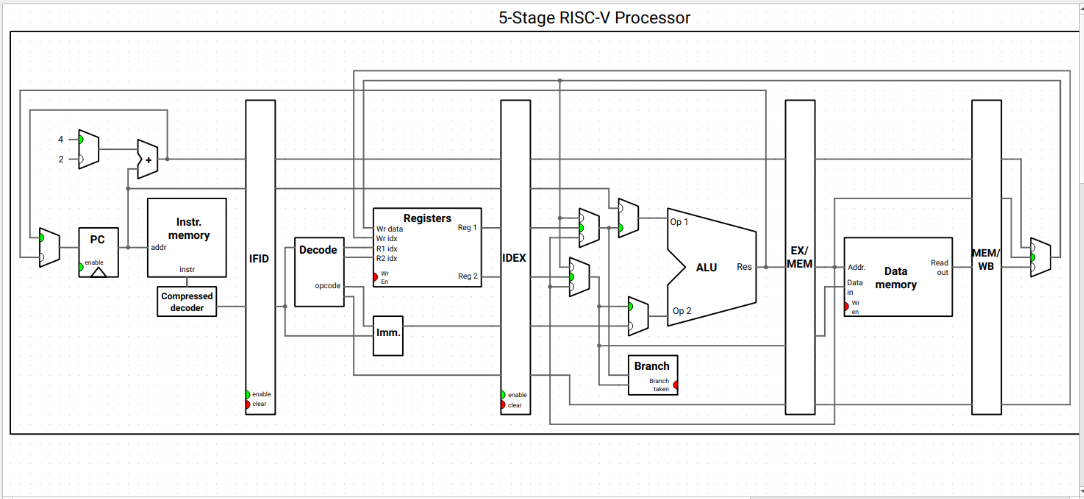 5-Stage RISC-V Processor
4
2
+
PC
enable
Instr.
memory
addr
instr
Compressed
decoder
IFID
enable
clear
Decode
opcode
Registers
Wr data
Wr idx
R1 idx
R2 idx
Wr
En
Reg 1
Reg 2
Imm.
IDEX
enable
clear
Op 1
ALU
Res
Op 2
Branch
Branch
taken
EX/
MEM
Addr.
Data
in
Wr
en
Data
memory
Read
out
MEM/
WB